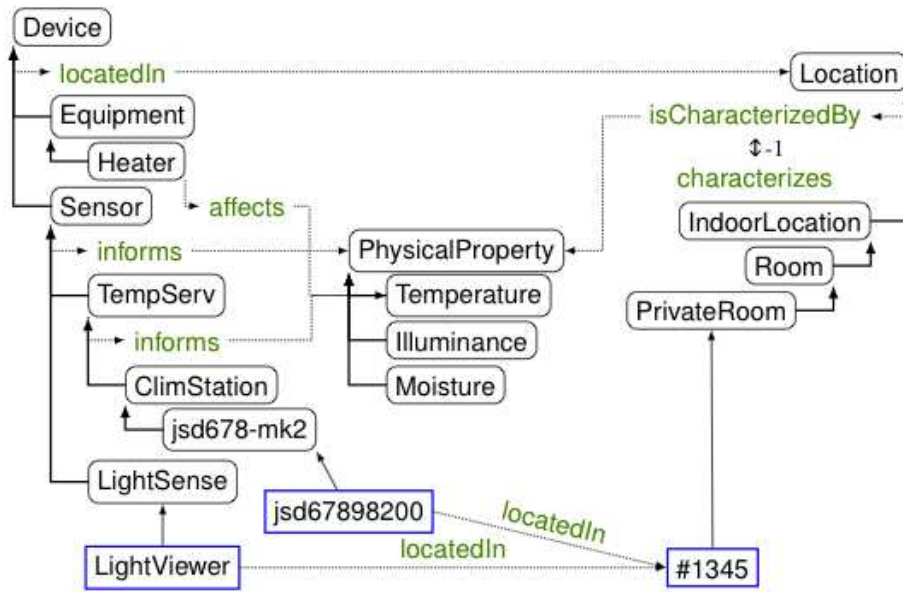 Device
locatedIn
Location
Equipment
isCharacterizedBy
Heater
↕-1
characterizes
Sensor
affects
IndoorLocation
informs
PhysicalProperty
Room
TempServ
Temperature
PrivateRoom
informs
Illuminance
ClimStation
Moisture
jsd678-mk2
LightSense
jsd67898200
locatedIn
locatedIn
LightViewer
#1345